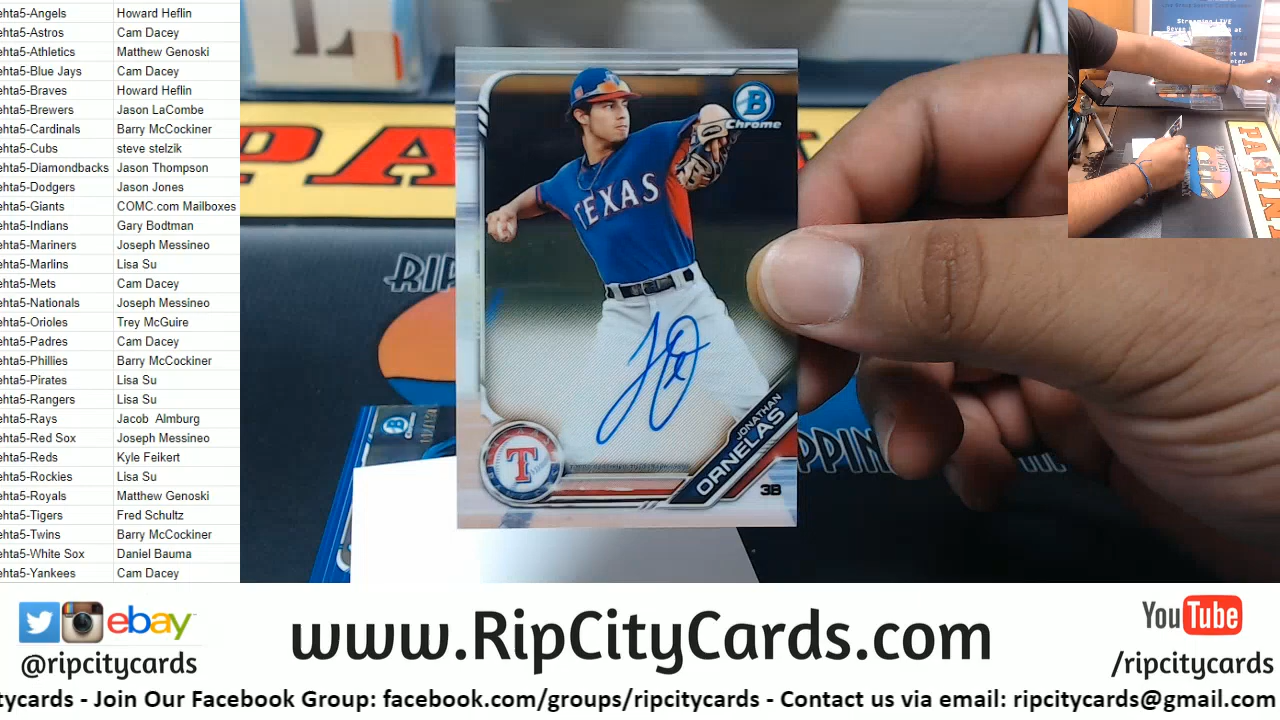 ehta5-Angels Howard Heflin
ehta5-Astros Cam Dacey
ehta5-Athletics Matthew Genoski
ehta5-Blue Jays Cam Dacey
ehta5-Braves Howard Heflin
ehta5-Brewers Jason LaCombe
ehta5-Cardinals Barry McCockiner
ehta5-Cubs steve stelzik
ehta5-Diamondbacks Jason Thompson
ehta5-Dodgers Jason Jones
ehta5-Giants COMC.com Mailboxes
ehta5-Indians Gary Bodtman
ehta5-Mariners Joseph Messineo
ehta5-Marlins Lisa Su
ehta5-Mets Cam Dacey
ehta5-Nationals Joseph Messineo
ehta5-Orioles Trey McGuire
ehta5-Padres Cam Dacey
ehta5-Phillies Barry McCockiner
ehta5-Pirates Lisa Su
ehta5-Rangers Lisa Su
ehta5-Rays Jacob Almburg
ehta5-Red Sox Joseph Messineo
ehta5-Reds Kyle Feikert
ehta5-Rockies Lisa Su
ehta5-Royals Matthew Genoski
ehta5-Tigers Fred Schultz
ehta5-Twins Barry McCockiner
ehta5-White Sox Daniel Bauma
ehta5-Yankees Cam Dacey
PA
RIP
PPIN
B
Chrome
TEXAS
T
JONATHAN
ORNELAS
3B
Streaming LIVE
PANINI
ebay
@ripcitycards
www.RipCityCards.com
YouTube
/ripcitycards
tycards - Join Our Facebook Group: facebook.com/groups/ripcitycards - Contact us via email: ripcitycards@gmail.com